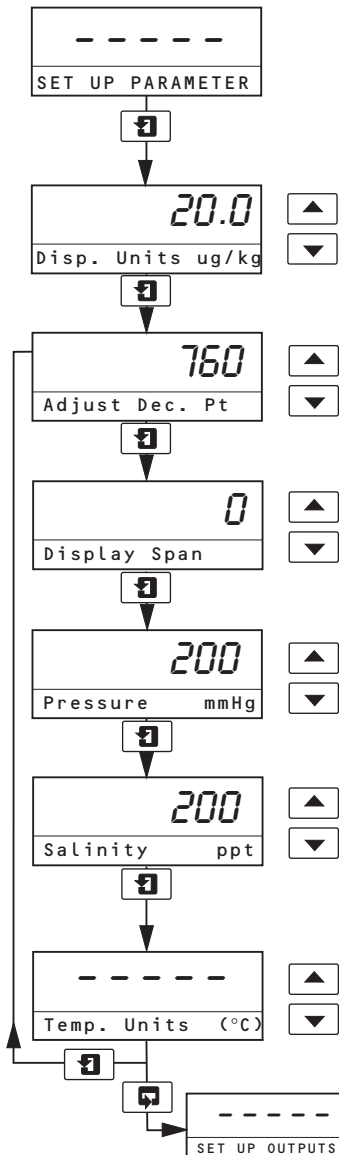 - - - - -
SET UP PARAMETER
20.0
Disp. Units ug/kg
760
Adjust Dec. Pt
0
Display Span
200
Pressure mmHg
200
Salinity ppt
- - - - -
Temp. Units (°C)
- - - - -
SET UP OUTPUTS